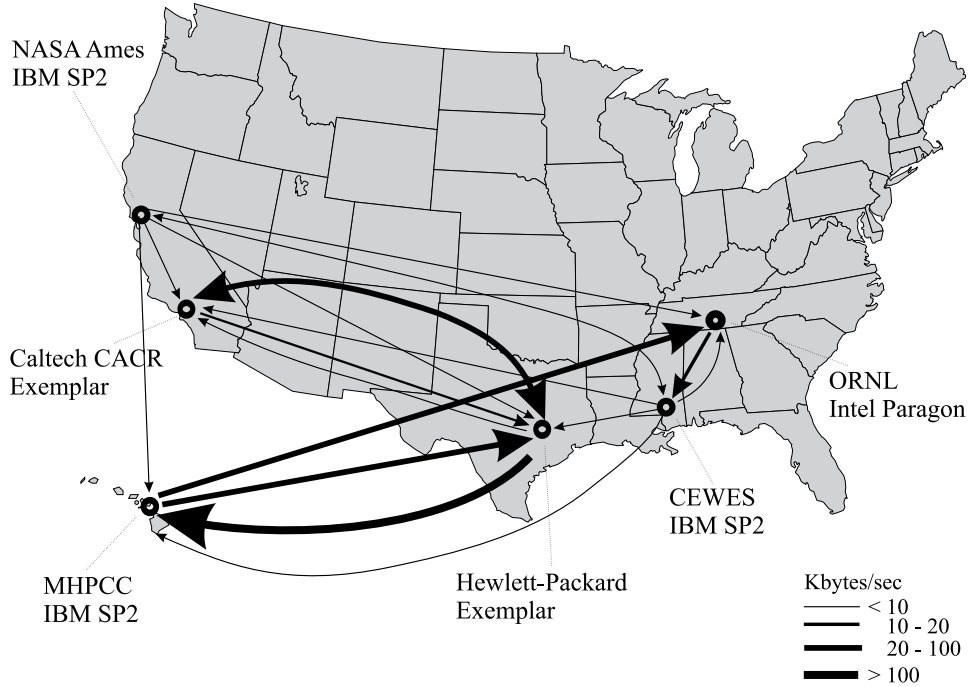 NASA Ames
IBM SP2
Caltech CACR
Exemplar
ORNL
Intel Paragon
CEWES
IBM SP2
MHPCC
IBM SP2
Hewlett-Packard
Exemplar
Kbytes/sec
< 10
10 - 20
20 - 100
> 100